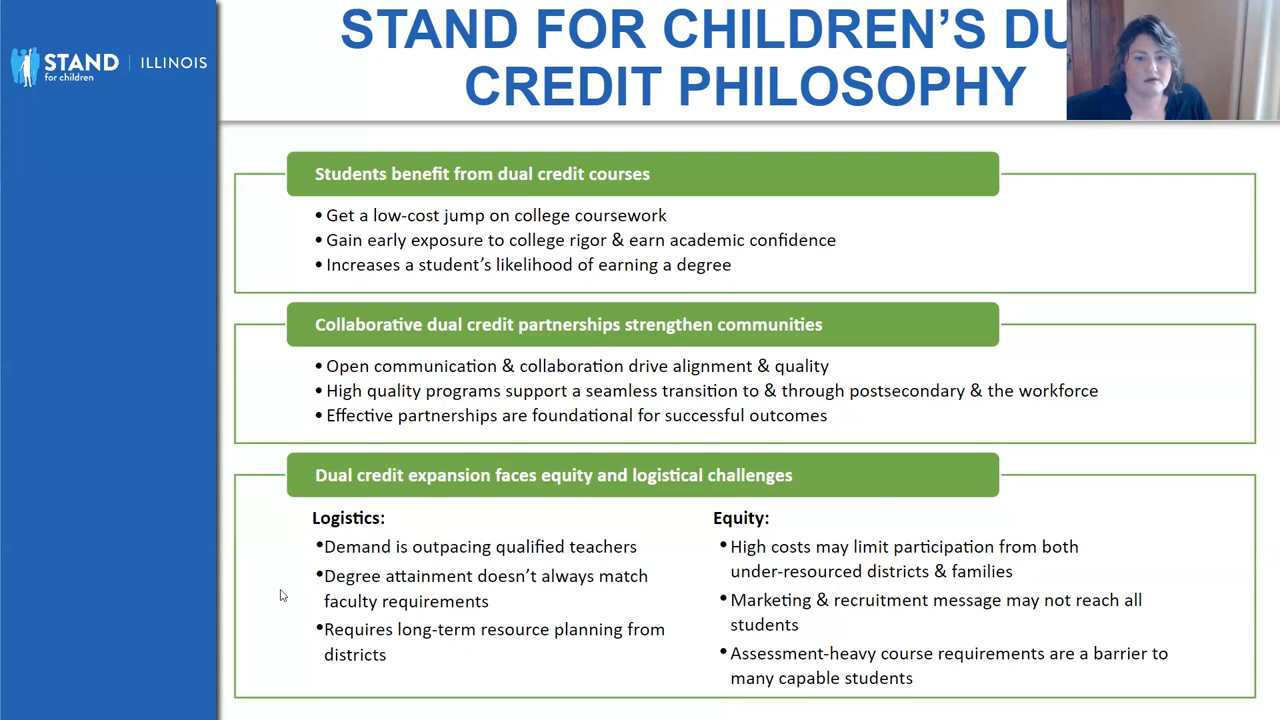 STAND FOR CHILDREN’S DU
CREDIT PHILOSOPHY
STAND
for children
ILLINOIS
Students benefit from dual credit courses
• Get a low-cost jump on college coursework
• Gain early exposure to college rigor & earn academic confidence
• Increases a student’s likelihood of earning a degree
Collaborative dual credit partnerships strengthen communities
• Open communication & collaboration drive alignment & quality
• High quality programs support a seamless transition to & through postsecondary & the workforce
• Effective partnerships are foundational for successful outcomes
Dual credit expansion faces equity and logistical challenges
Logistics:
•Demand is outpacing qualified teachers
•Degree attainment doesn’t always match
faculty requirements
•Requires long-term resource planning from
districts
Equity:
•High costs may limit participation from both
under-resourced districts & families
•Marketing & recruitment message may not reach all
students
•Assessment-heavy course requirements are a barrier to
many capable students